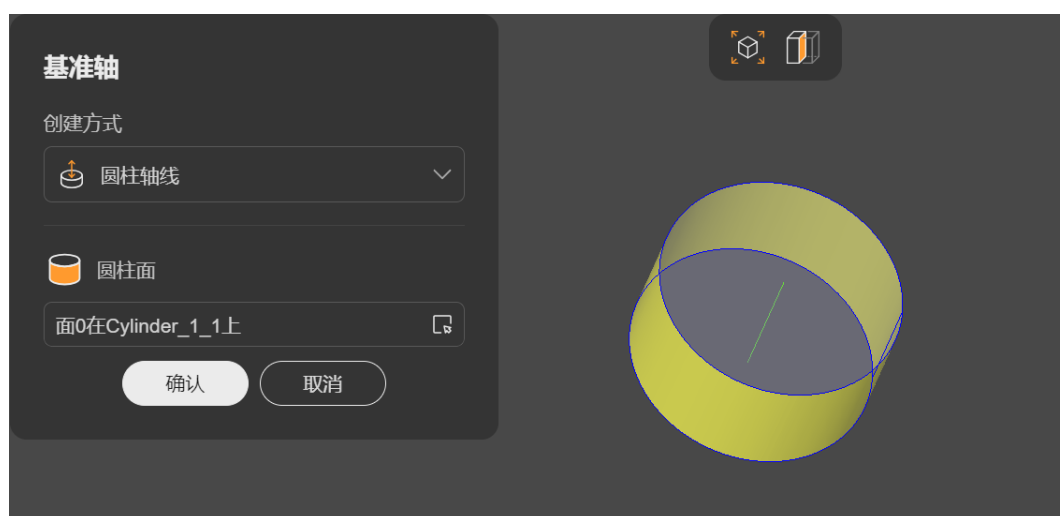 基准轴
创建方式
圆柱轴线
圆柱面
面0在Cylinder_1_1上
确认
取消